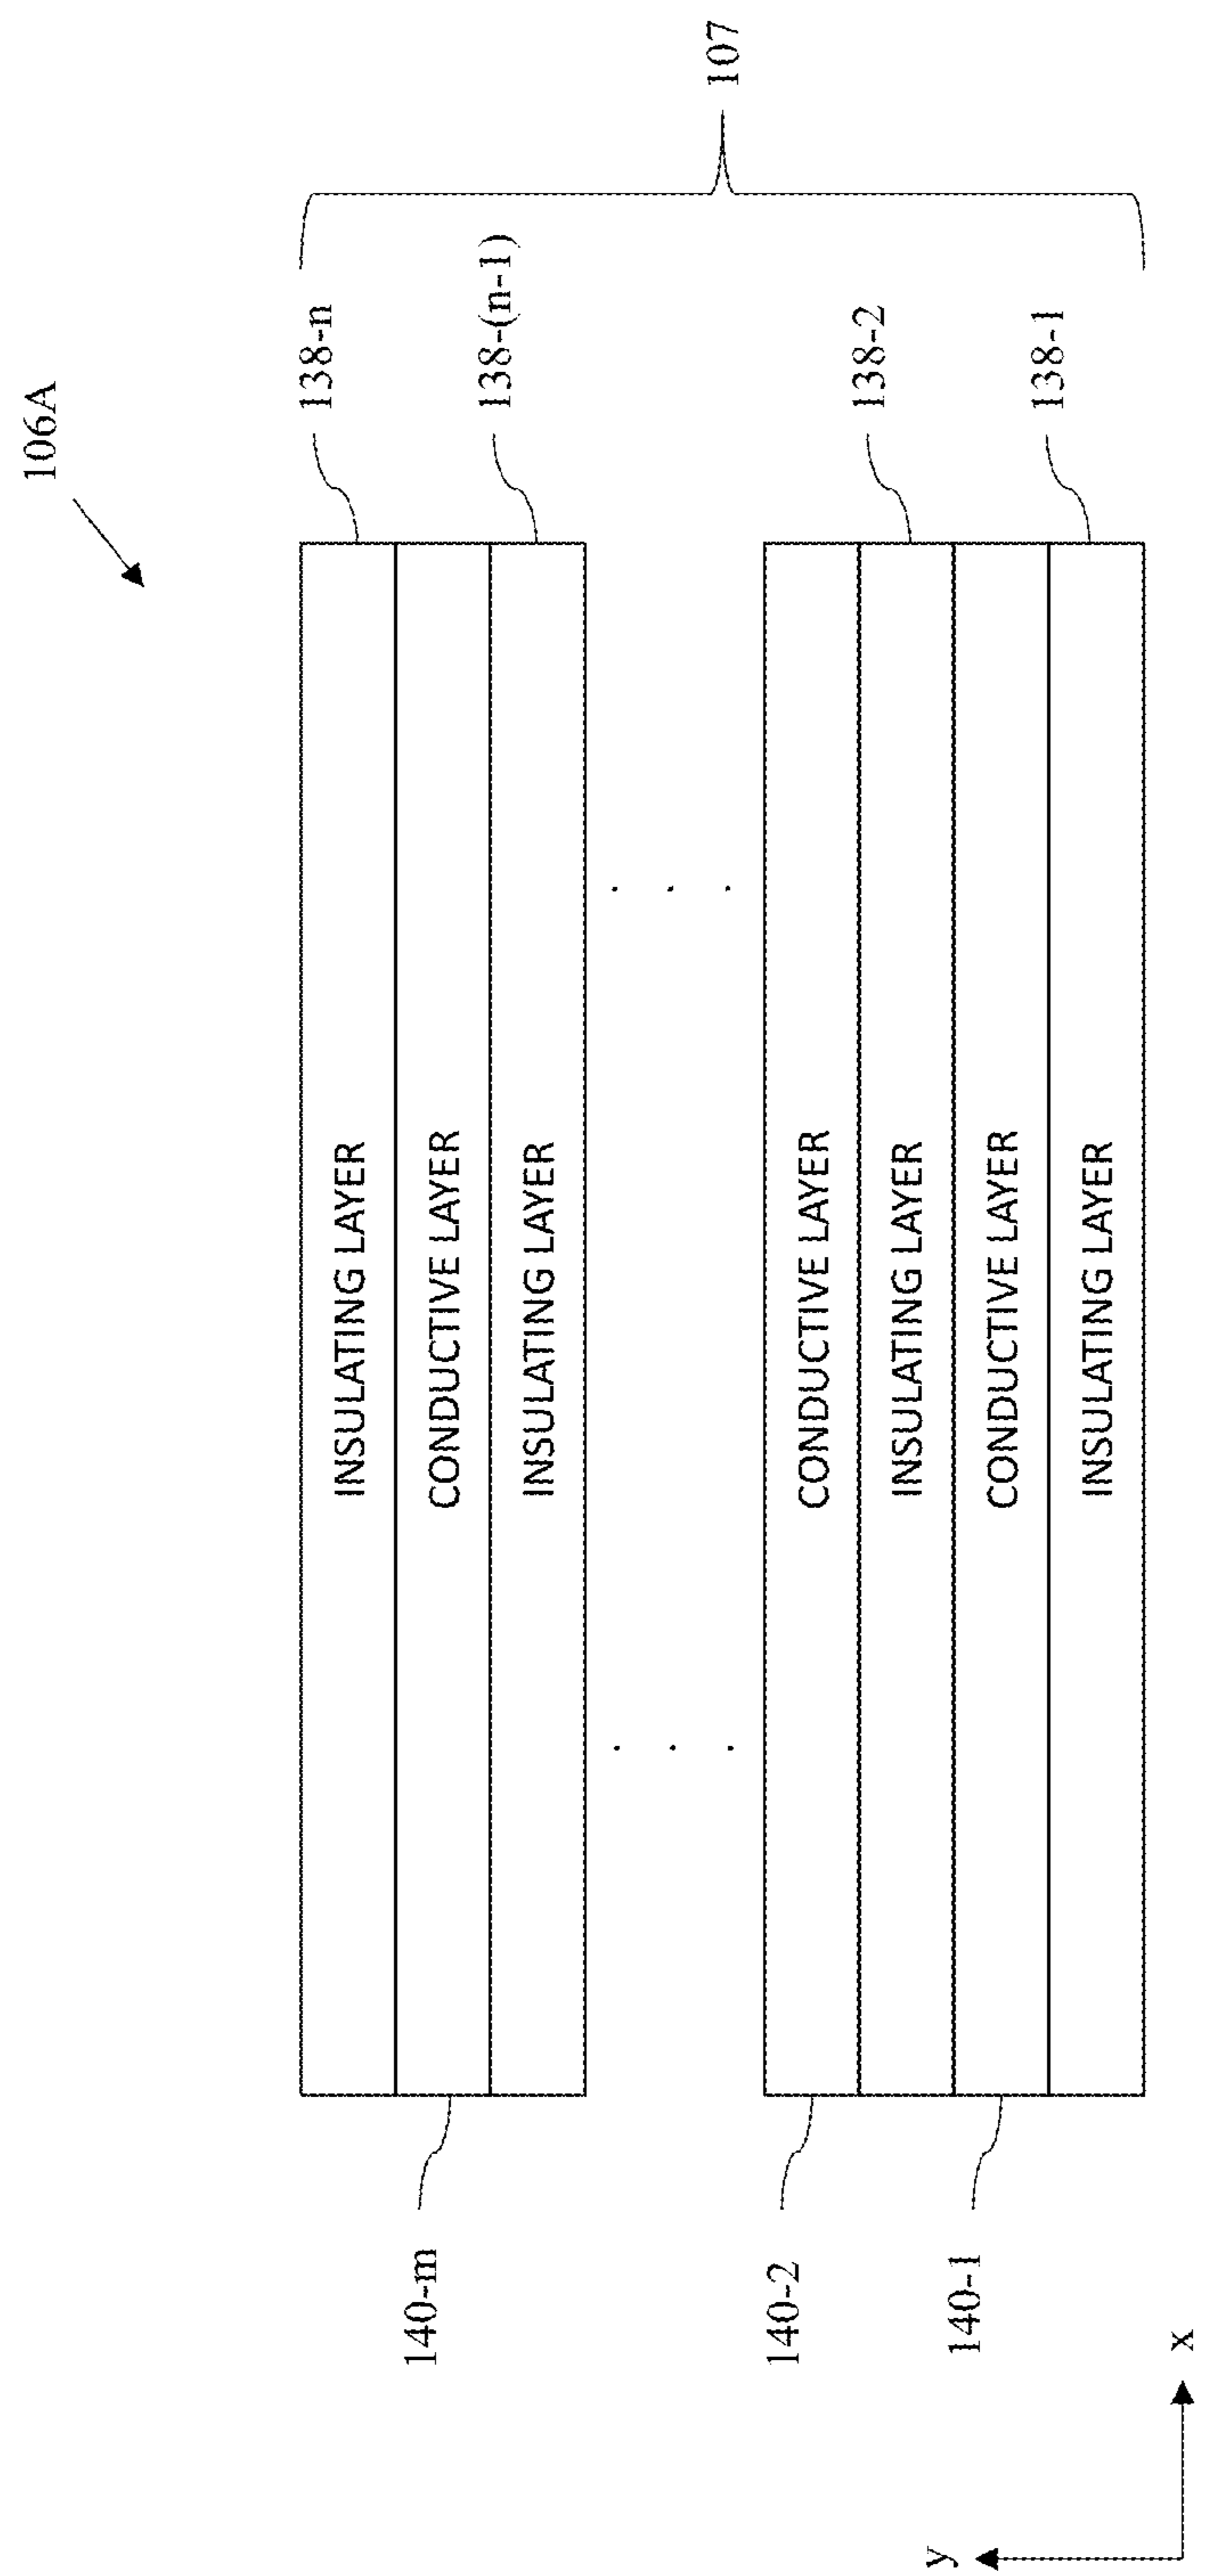 106A
140-m
INSULATING LAYER
138-n
CONDUCTIVE LAYER
INSULATING LAYER
138-(n-1)
107
140-2
CONDUCTIVE LAYER
INSULATING LAYER
138-2
140-1
CONDUCTIVE LAYER
INSULATING LAYER
138-1
y
x